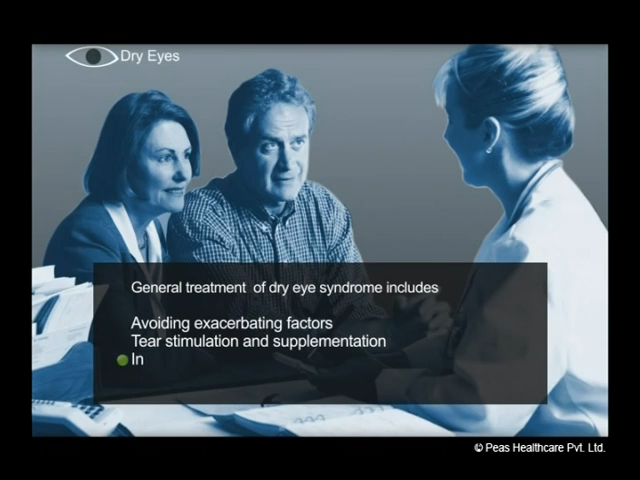 Dry Eyes
General treatment of dry eye syndrome includes
Avoiding exacerbating factors
Tear stimulation and supplementation
In
© Peas Healthcare Pvt. Ltd.